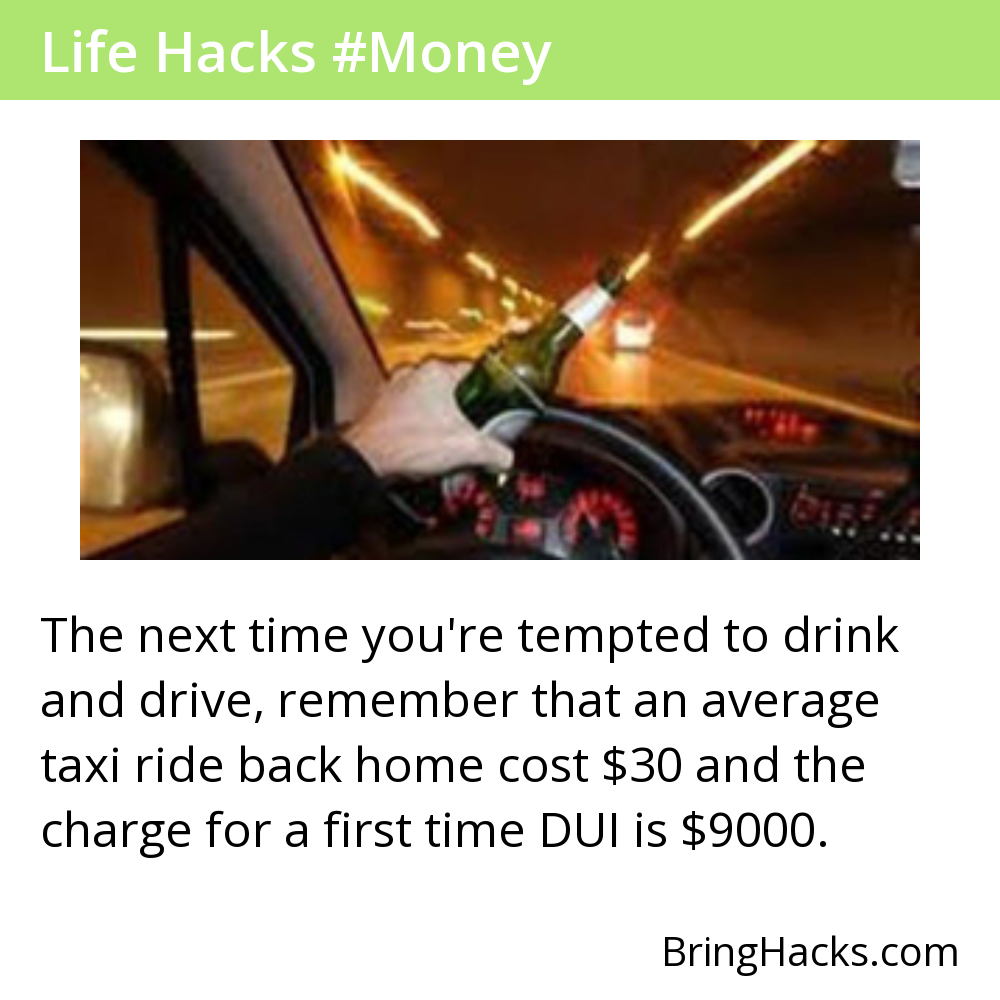 Life Hacks #Money
The next time you're tempted to drink
and drive, remember that an average
taxi ride back home cost $30 and the
charge for a first time DUI is $9000.
BringHacks.com